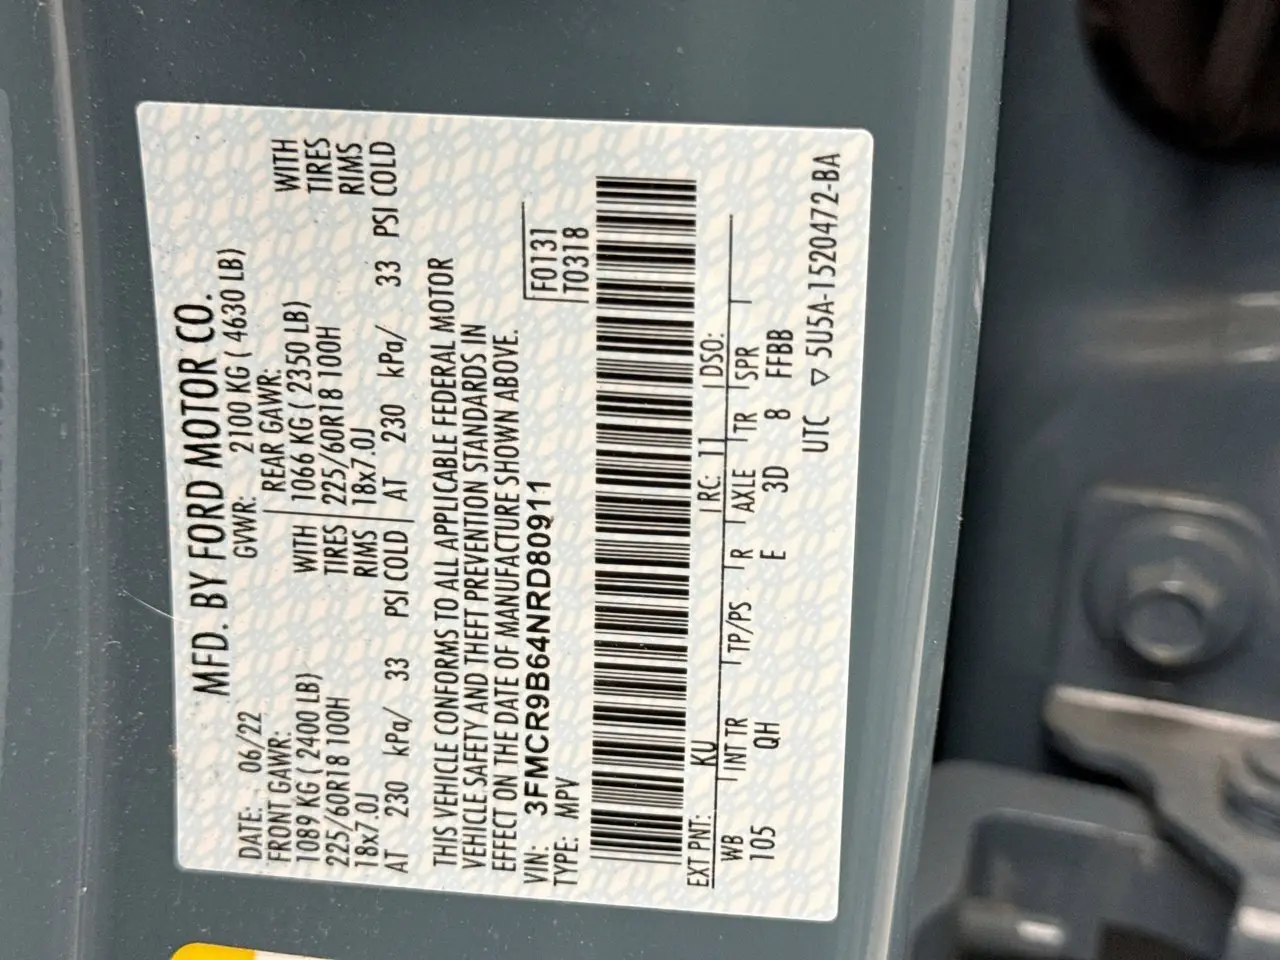 MFD. BY FORD MOTOR CO.
DATE: 06/22 GVWR: 2100 KG ( 4630 LB)
FRONT GAWR: REAR GAWR:
1089 KG ( 2400 LB) WITH 1066 KG ( 2350 LB) WITH
225/60R18 100H TIRES 225/60R18 100H TIRES
18x7.0J RIMS 18x7.0J RIMS
AT 230 kPa/ 33 PSI COLD AT 230 kPa/ 33 PSI COLD
THIS VEHICLE CONFORMS TO ALL APPLICABLE FEDERAL MOTOR
VEHICLE SAFETY AND THEFT PREVENTION STANDARDS IN
EFFECT ON THE DATE OF MANUFACTURE SHOWN ABOVE.
VIN: 3FMCR9B64NRD80911 F0131
TYPE: MPV T0318
EXT PNT: KU RC: 11 DSO:
WB INT TR TP/PS R AXLE TR SPR
105 QH E 3D 8 FFBB
UTC ▽ 5U5A-1520472-BA